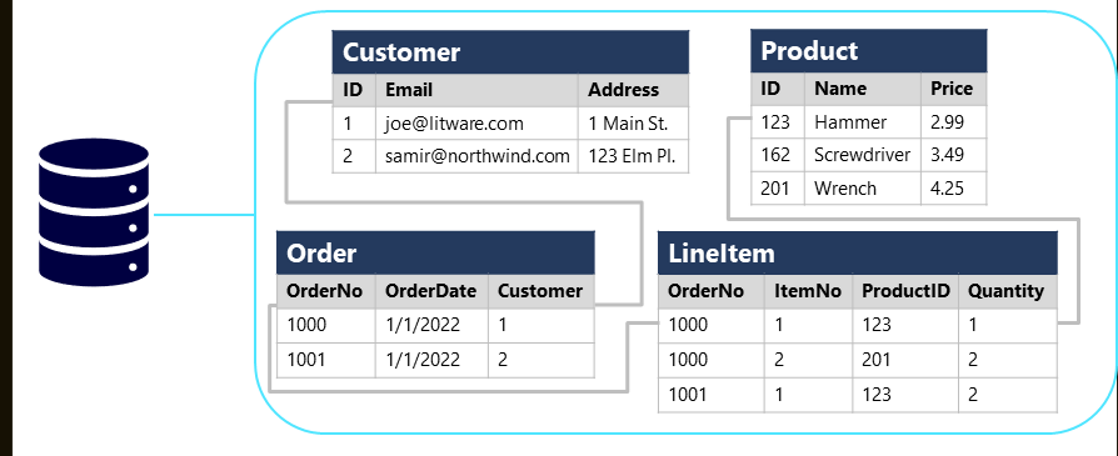 Customer
ID Email Address
1 joe@litware.com 1 Main St.
2 samir@northwind.com 123 Elm Pl.
Product
ID Name Price
123 Hammer 2.99
162 Screwdriver 3.49
201 Wrench 4.25
Order
OrderNo OrderDate Customer
1000 1/1/2022 1
1001 1/1/2022 2
LineItem
OrderNo ItemNo ProductID Quantity
1000 1 123 1
1000 2 201 2
1001 1 123 2